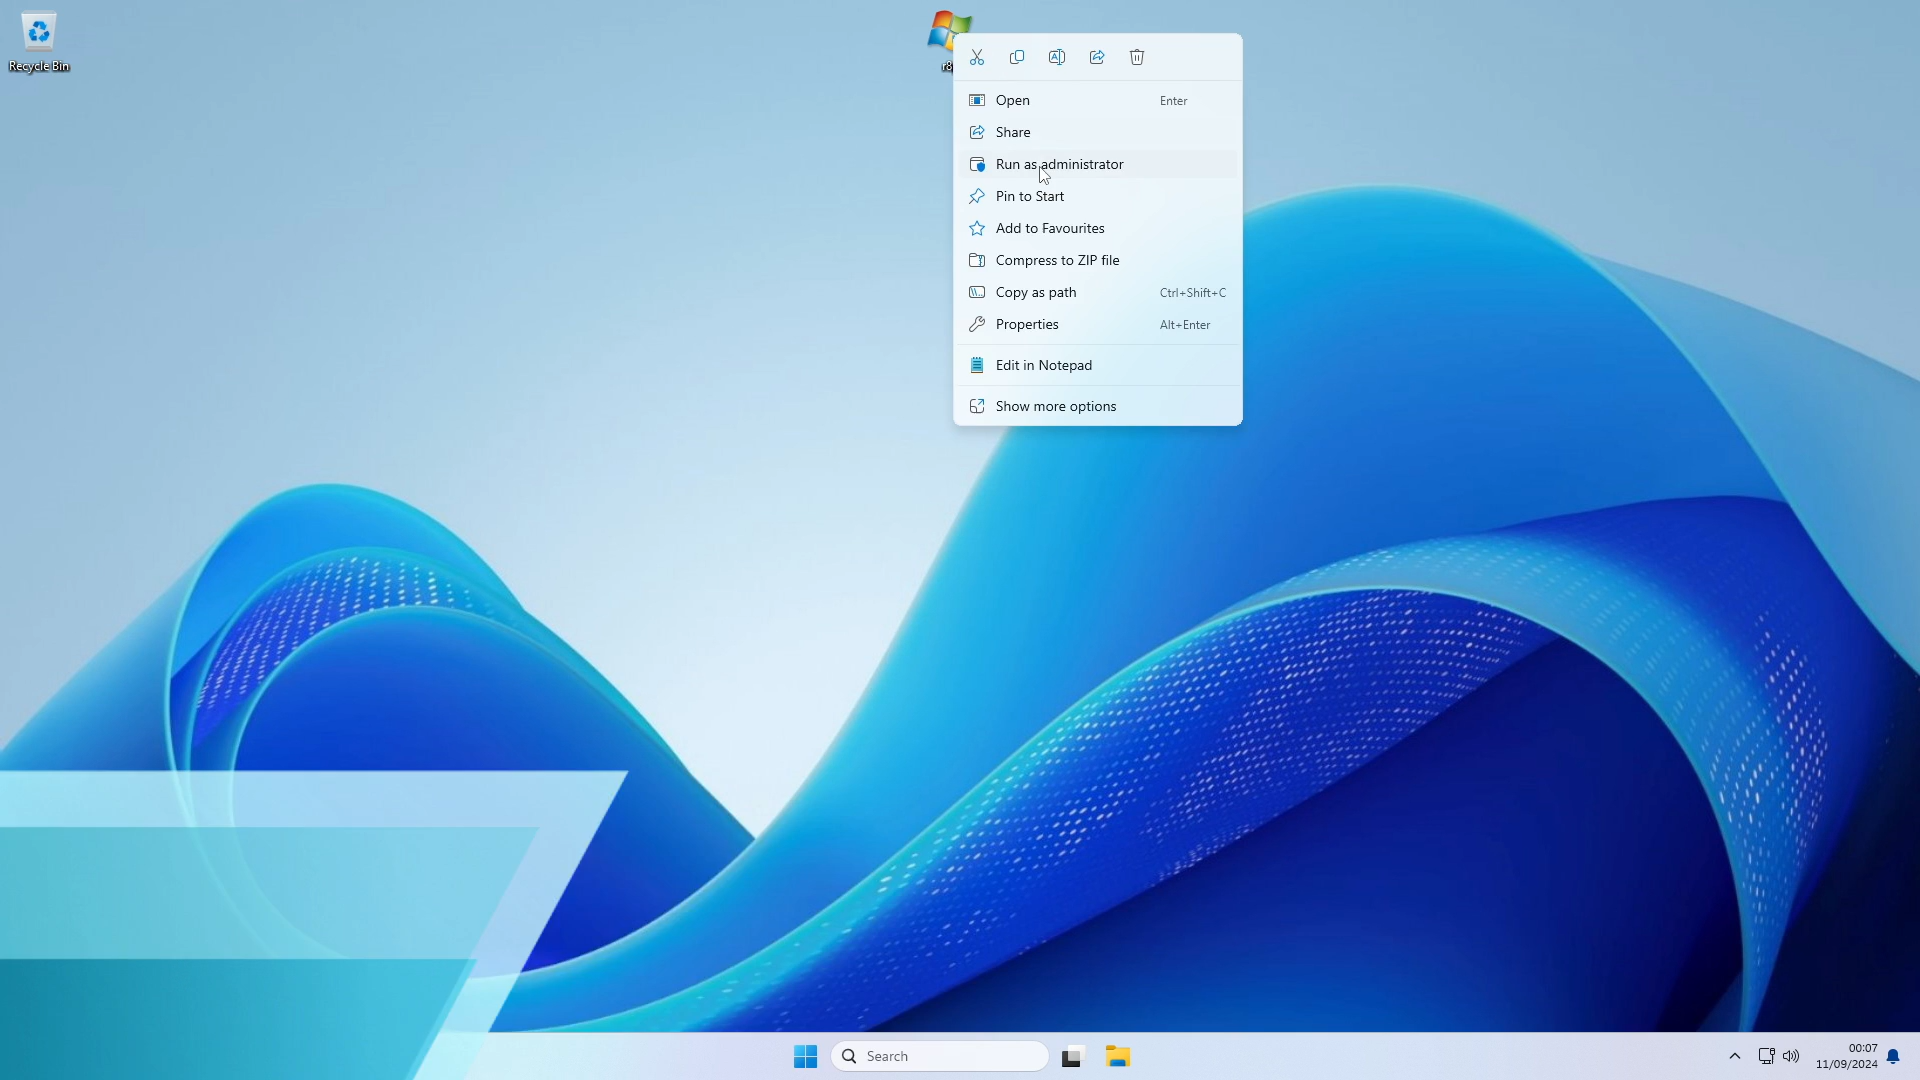 Recycle Bin
Open Enter
Share
Run as administrator
Pin to Start
Add to Favourites
Compress to ZIP file
Copy as path Ctrl+Shift+C
Properties Alt+Enter
Edit in Notepad
Show more options
Search
00:07
11/09/2024